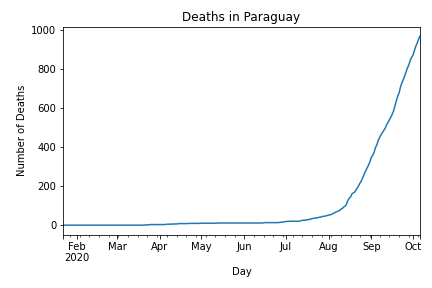 Deaths in Paraguay
1000
800
600
400
200
0
Number of Deaths
Feb Mar Apr May Jun Jul Aug Sep Oct
2020
Day